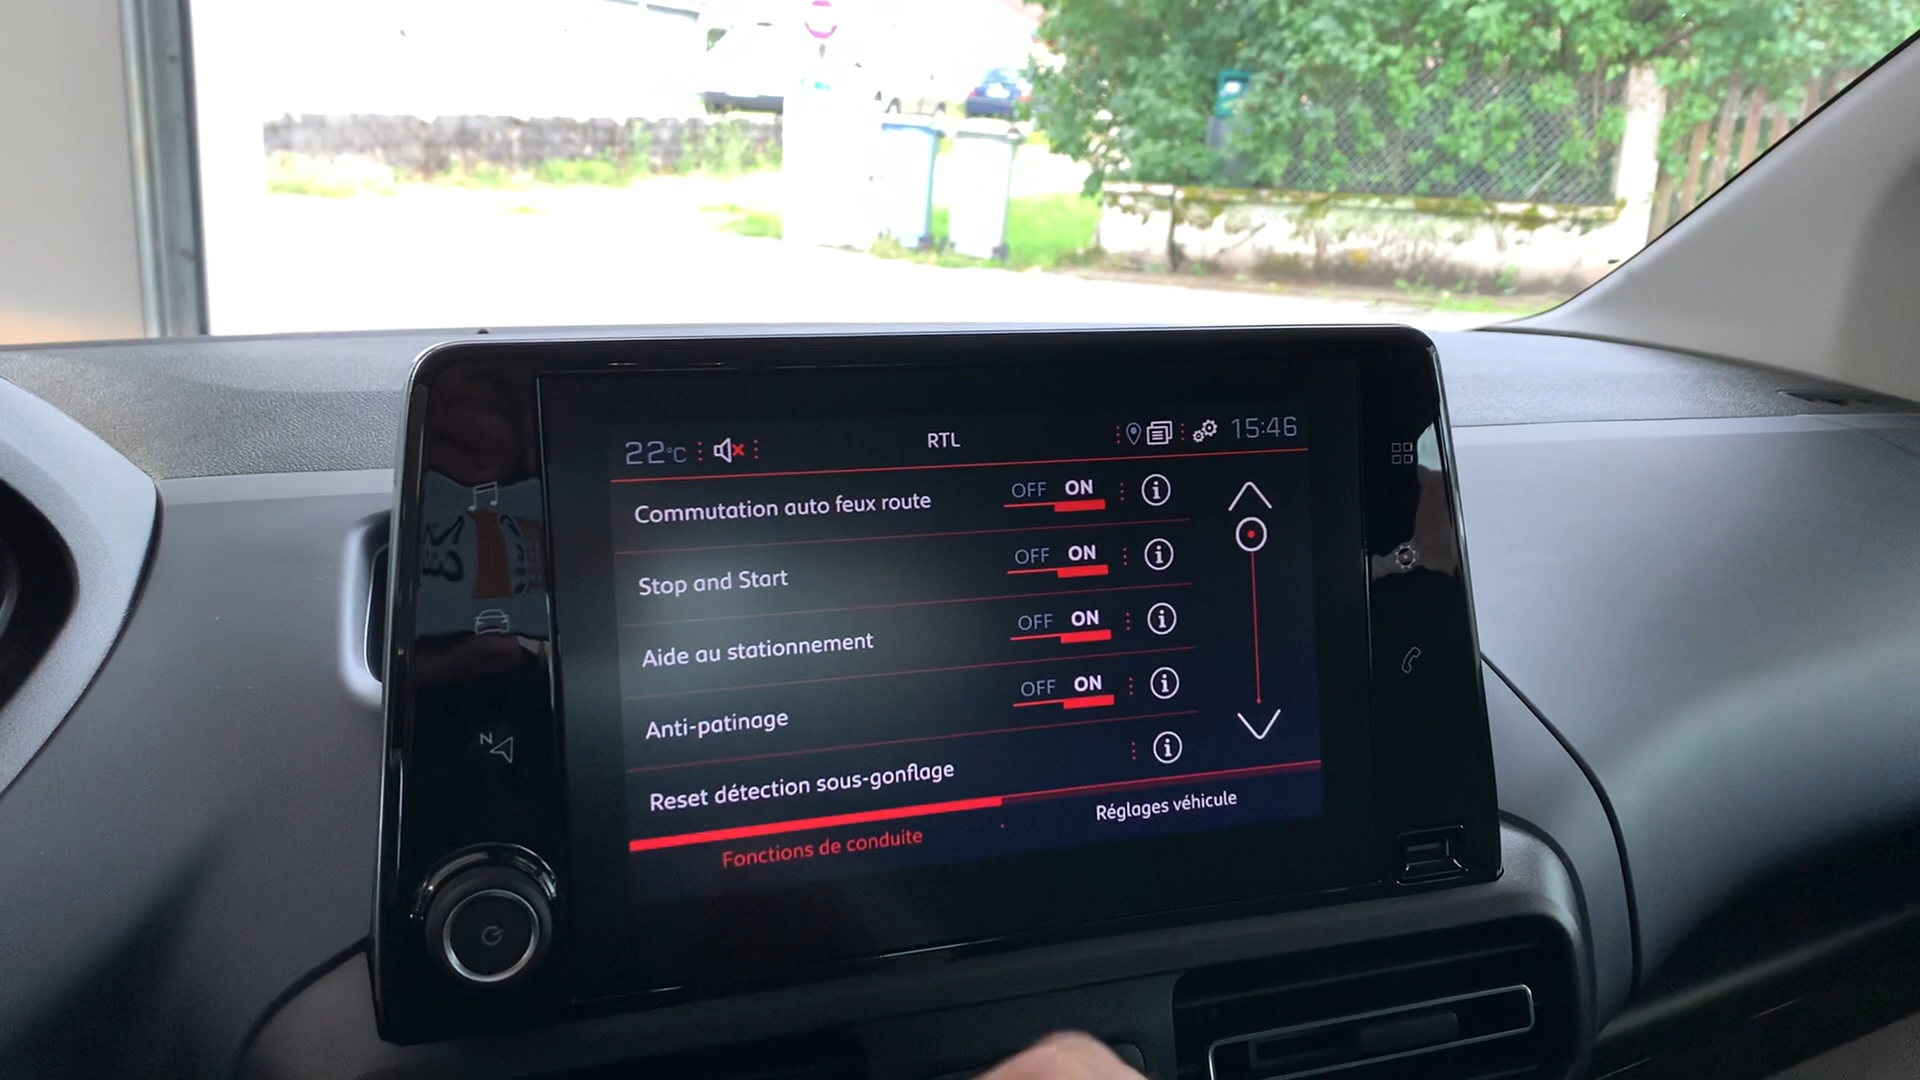 22°C
RTL
15:46
Commutation auto feux route
OFF ON
Stop and Start
OFF ON
Aide au stationnement
OFF ON
Anti-patinage
OFF ON
Reset détection sous-gonflage
Fonctions de conduite
Réglages véhicule
N